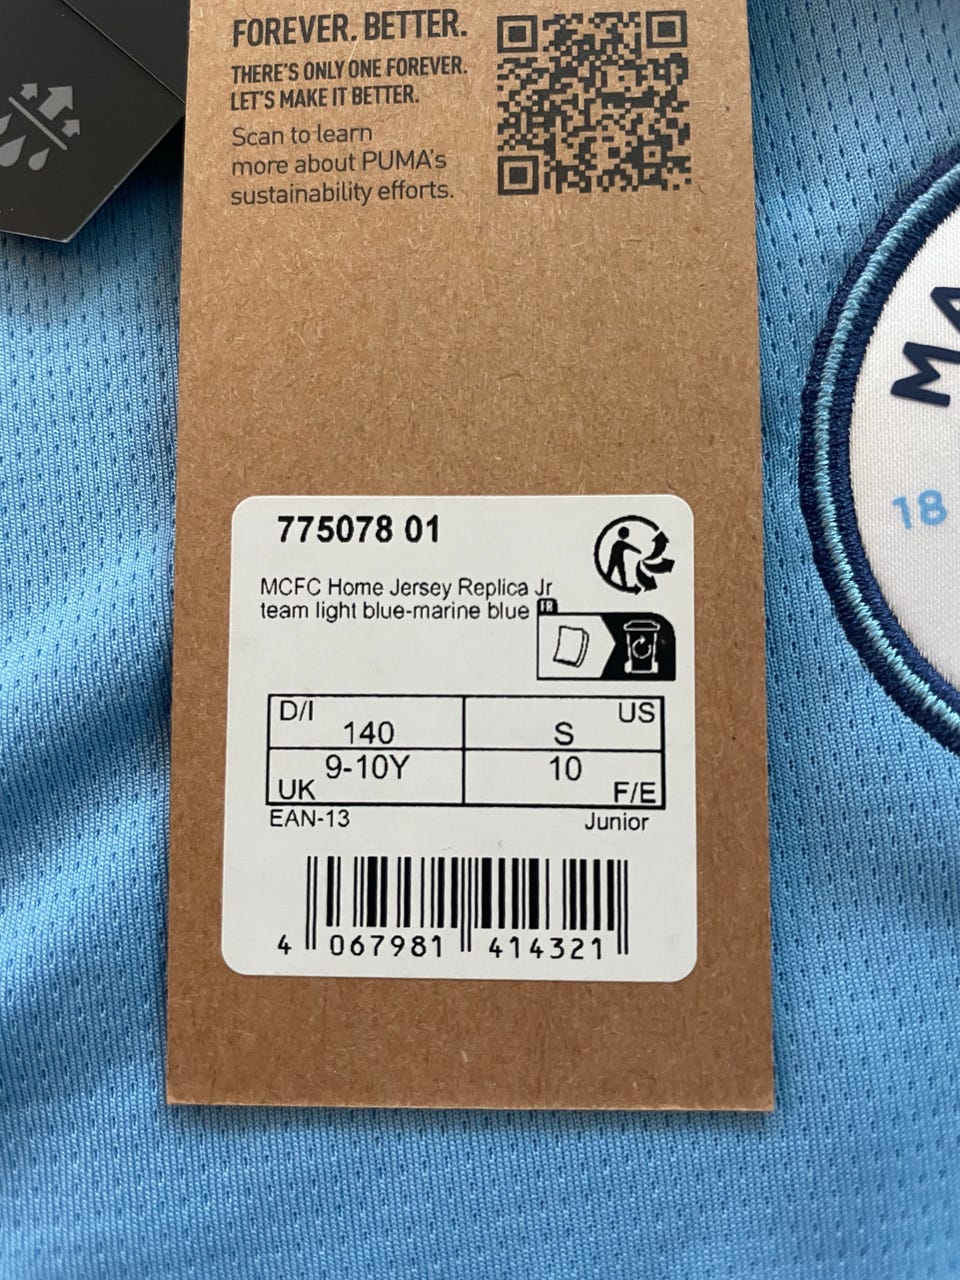 FOREVER. BETTER.
THERE'S ONLY ONE FOREVER.
LET'S MAKE IT BETTER.
Scan to learn
more about PUMA's
sustainability efforts.
MA
18
775078 01
MCFC Home Jersey Replica Jr
team light blue-marine blue
FR
D/I
140
US
S
UK
9-10Y
10
F/E
EAN-13
Junior
4 067981 414321